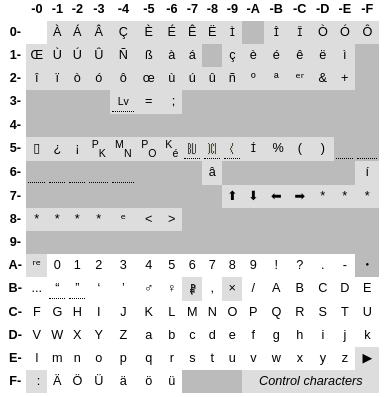 -0 -1 -2 -3 -4 -5 -6 -7 -8 -9 -A -B -C -D -E -F
0- À Á Â Ç È É Ê Ë Ì Î Ï Ò Ó Ô
1- Œ Ù Ú Û Ñ ß à á ç è é ê ë ì
2- î ï ò ó ô œ ù ú û ñ º ª ᵉʳ & +
3- Lv = ;
4-
5- ▯ ¿ ¡ PK MN PO Ké Í % ( )
6- â í
7- ⬆ ⬇ ⬅ ➡ * * *
8- * * * * ᵉ < >
9-
A- ʳᵉ 0 1 2 3 4 5 6 7 8 9 ! ? . - •
B- … “ ” ‘ ’ ♂ ♀ , × / A B C D E
C- F G H I J K L M N O P Q R S T U
D- V W X Y Z a b c d e f g h i j k
E- l m n o p q r s t u v w x y z ▶
F- : Ä Ö Ü ä ö ü Control characters